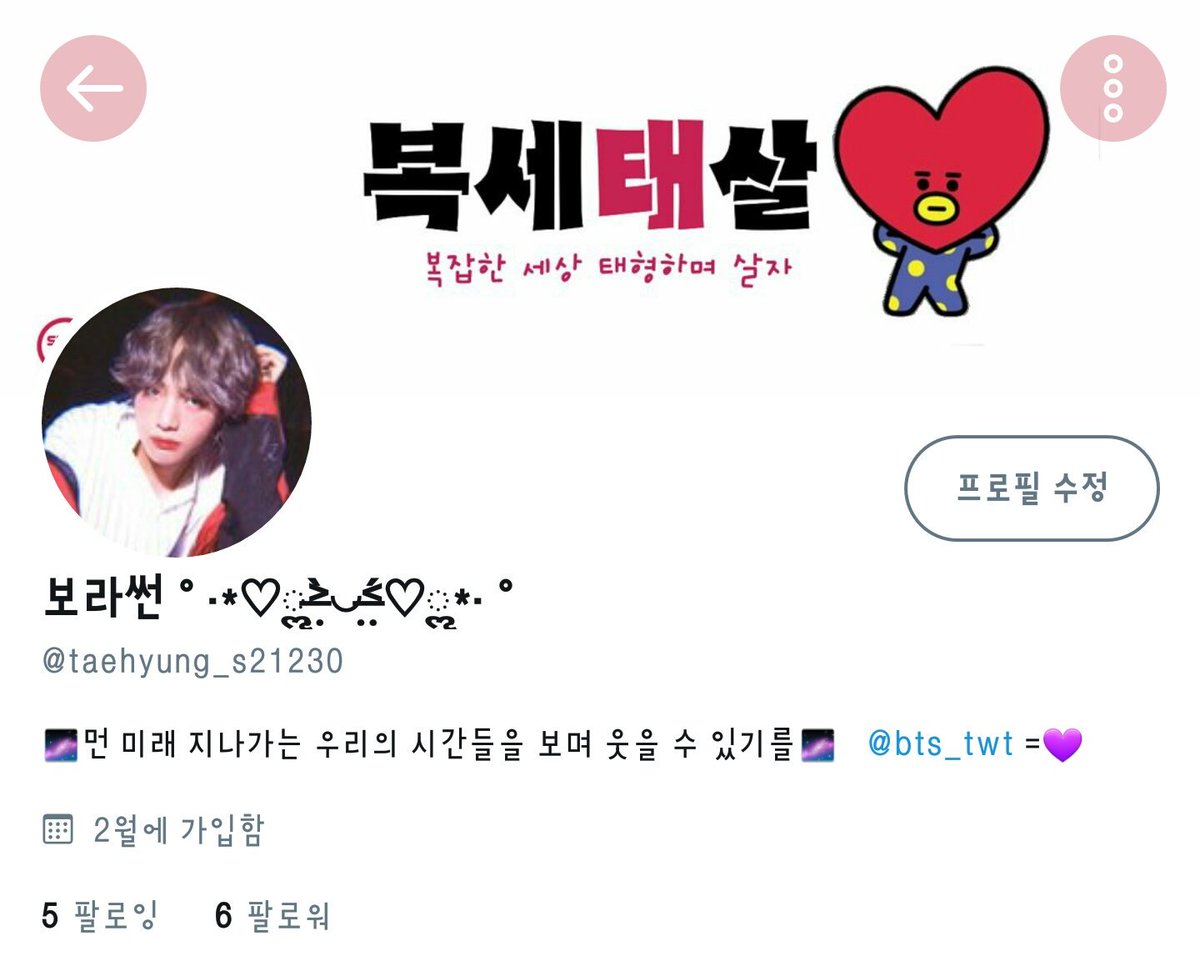 복세태살
복잡한 세상 태형하며 살자
프로필 수정
보라썬 ° ·*♡ૢ≥̣̣̣̇◡̤≤̣̣̣́♡ૢ*· °
@taehyung_s21230
🌌먼 미래 지나가는 우리의 시간들을 보며 웃을 수 있기를🌌 @bts_twt =💜
2월에 가입함
5 팔로잉 6 팔로워